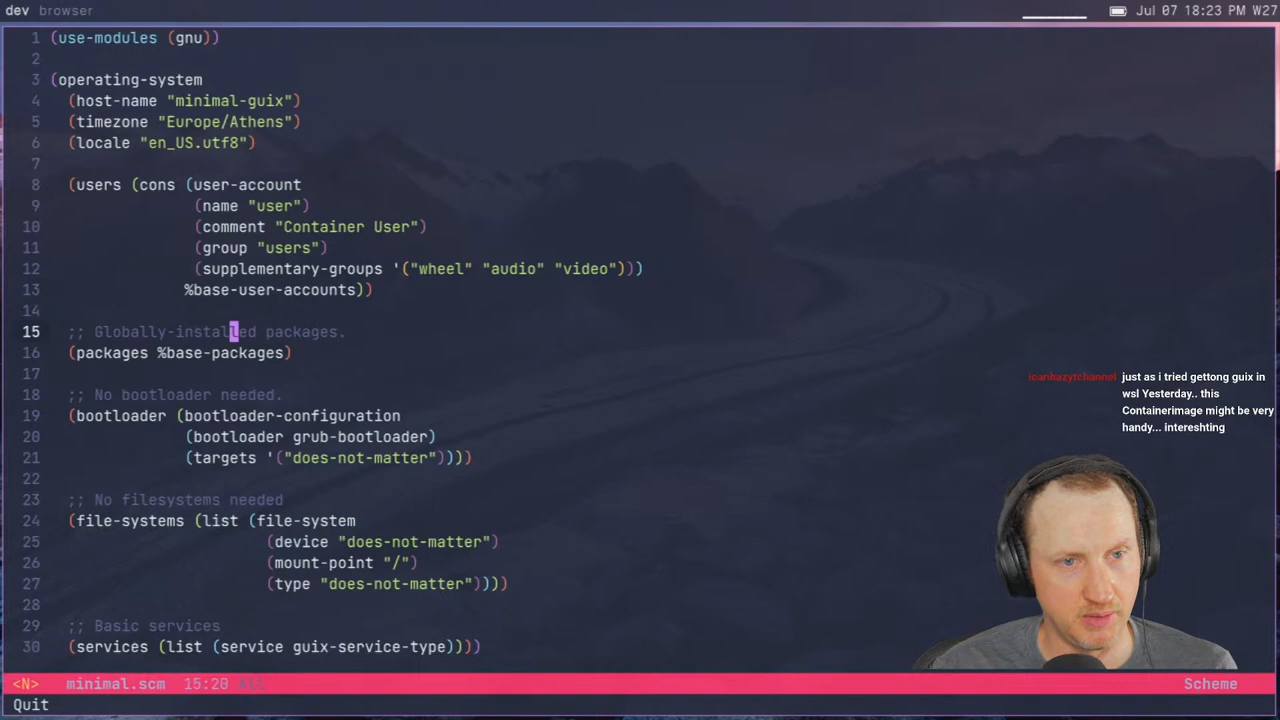 dev browser
Jul 07 18:23 PM W27
1 (use-modules (gnu))
2
3 (operating-system
4 (host-name "minimal-guix")
5 (timezone "Europe/Athens")
6 (locale "en_US.utf8")
7
8 (users (cons (user-account
9 (name "user")
10 (comment "Container User")
11 (group "users")
12 (supplementary-groups '("wheel" "audio" "video")))
13 %base-user-accounts))
14
15 ;; Globally-installed packages.
16 (packages %base-packages)
17
18 ;; No bootloader needed.
19 (bootloader (bootloader-configuration
20 (bootloader grub-bootloader)
21 (targets '("does-not-matter"))))
22
23 ;; No filesystems needed
24 (file-systems (list (file-system
25 (device "does-not-matter")
26 (mount-point "/")
27 (type "does-not-matter"))))
28
29 ;; Basic services
30 (services (list (service guix-service-type))))
icanhazytchannel just as i tried gettong guix in
wsl Yesterday.. this
Containerimage might be very
handy... intereshting
<N> minimal.scm 15:20 All Scheme
Quit